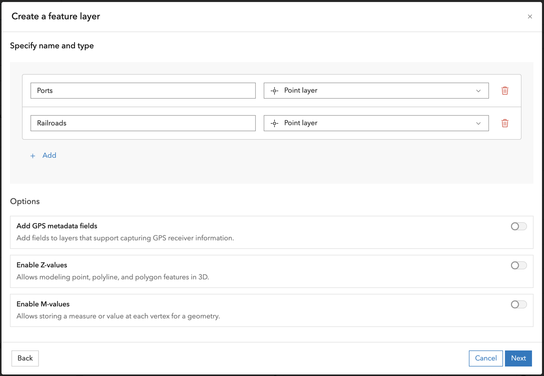 Create a feature layer
Specify name and type
Ports
Point layer
Railroads
Point layer
+ Add
Options
Add GPS metadata fields
Add fields to layers that support capturing GPS receiver information.
Enable Z-values
Allows modeling point, polyline, and polygon features in 3D.
Enable M-values
Allows storing a measure or value at each vertex for a geometry.
Back
Cancel
Next